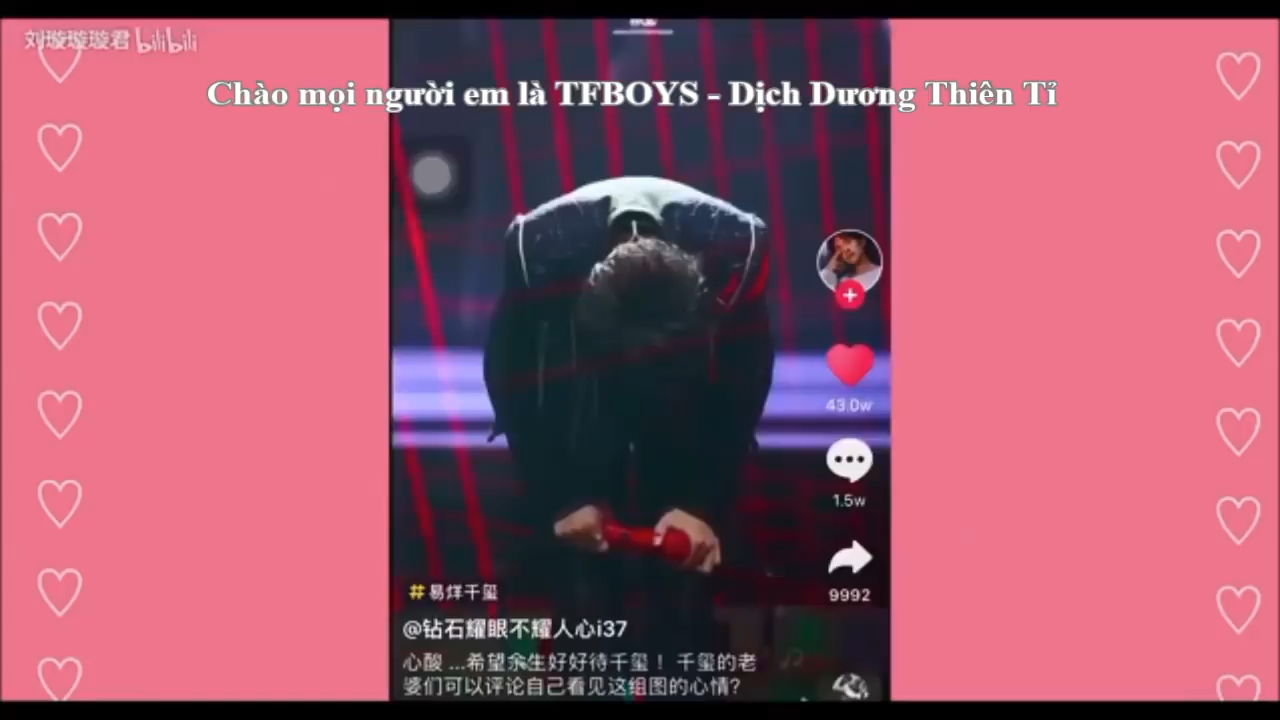 刘璇璇璇君 bilibili
Chào mọi người em là TFBOYS - Dịch Dương Thiên Tỉ
43.0w
1.5w
9992
#易烊千玺
@钻石耀眼不耀人心i37
心酸 ...希望余生好好待千玺！ 千玺的老
婆们可以评论自己看见这组图的心情?